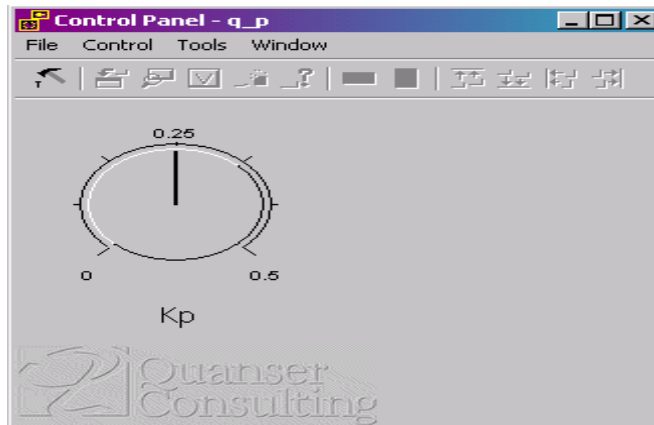 Control Panel - q_p
File Control Tools Window
T
0.25
0 0.5
Kp
Quanser
Consulting